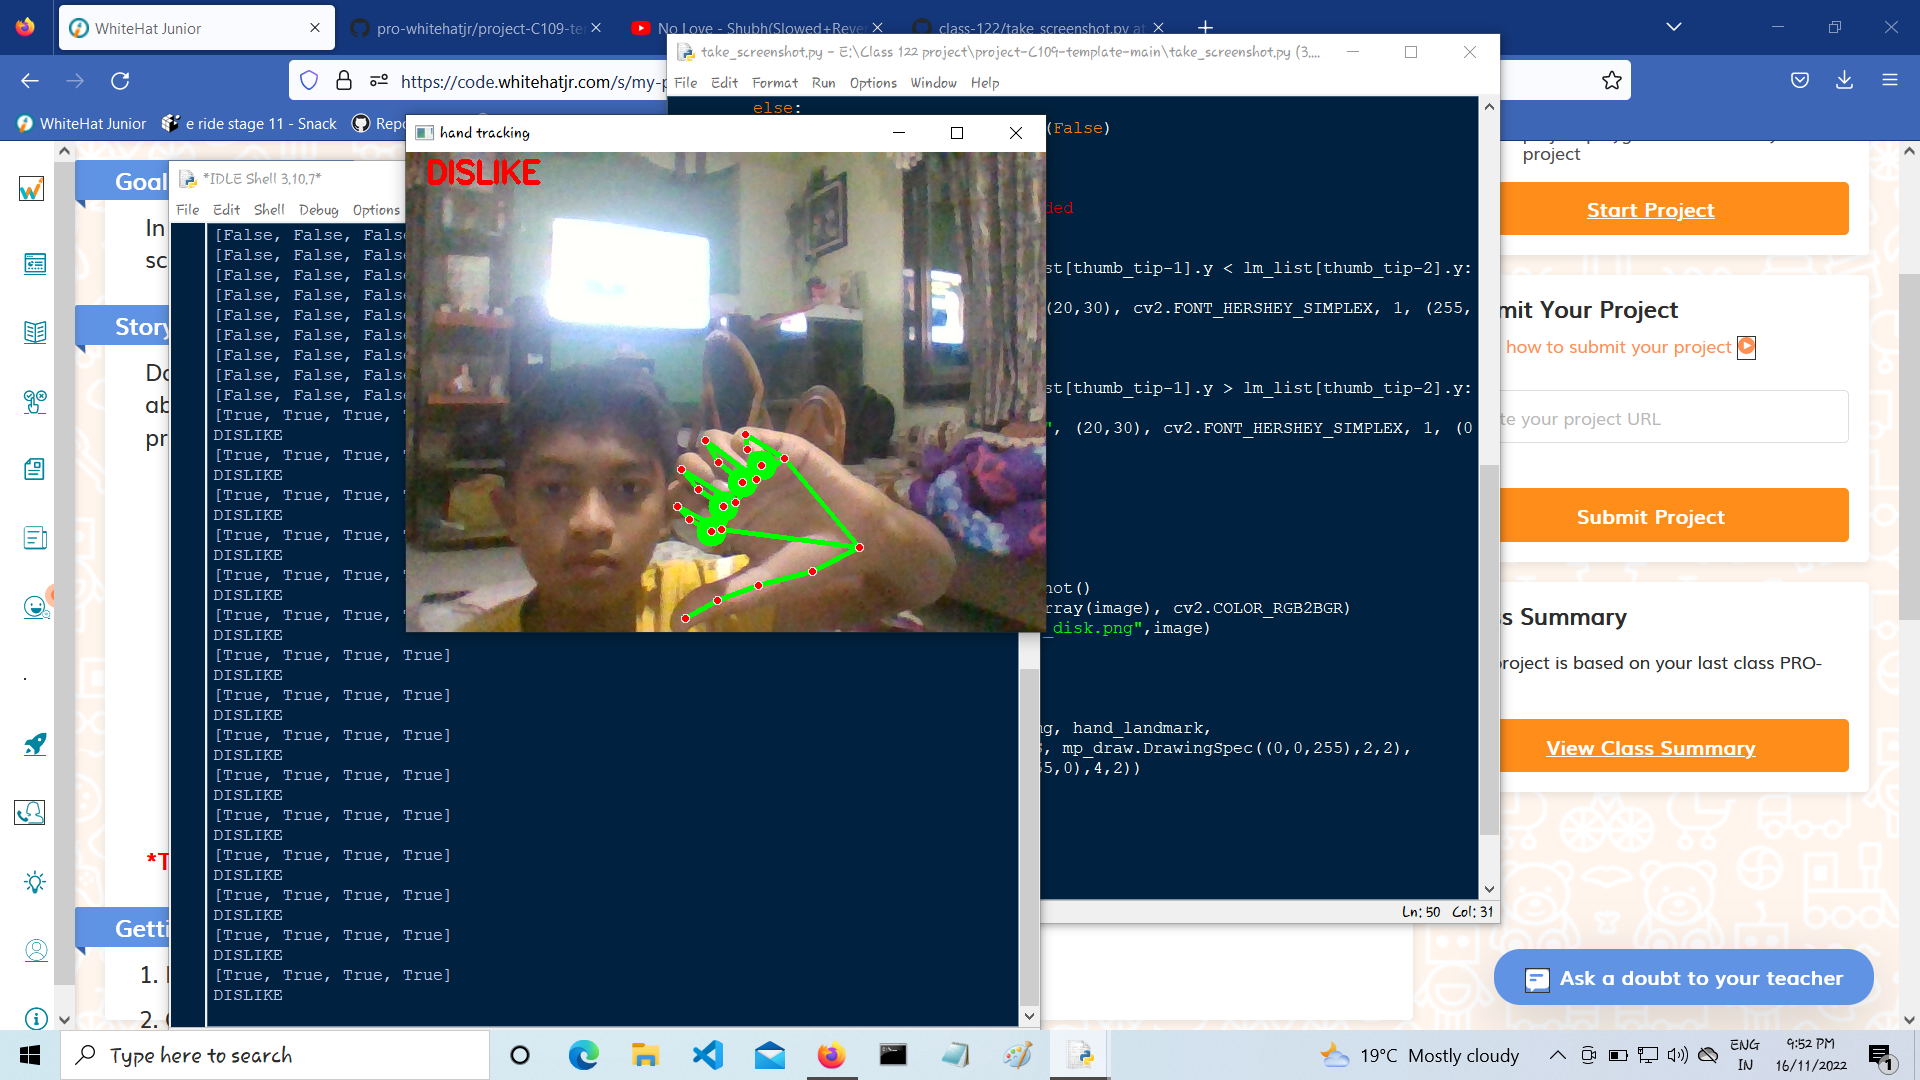 WhiteHat Junior
pro-whitehatjr/project-C109-ter
No Love - Shubh(Slowed+Rever
class-122/take_screenshot.py at
https://code.whitehatjr.com/s/my-p
WhiteHat Junior
e ride stage 11 - Snack
Repo
take_screenshot.py - E:\Class 122 project\project-C109-template-main\take_screenshot.py (3....
File Edit Format Run Options Window Help
else:
(False)
ded
st[thumb_tip-1].y < lm_list[thumb_tip-2].y:
(20,30), cv2.FONT_HERSHEY_SIMPLEX, 1, (255,
st[thumb_tip-1].y > lm_list[thumb_tip-2].y:
", (20,30), cv2.FONT_HERSHEY_SIMPLEX, 1, (0
hot()
rray(image), cv2.COLOR_RGB2BGR)
_disk.png",image)
ng, hand_landmark,
S, mp_draw.DrawingSpec((0,0,255),2,2),
55,0),4,2))
Ln: 50 Col: 31
hand tracking
DISLIKE
*IDLE Shell 3.10.7*
File Edit Shell Debug Options
[False, False, False
[False, False, False
[False, False, False
[False, False, False
[False, False, False
[False, False, False
[False, False, False
[False, False, False
[False, False, False
[True, True, True, T
DISLIKE
[True, True, True, T
DISLIKE
[True, True, True, T
DISLIKE
[True, True, True, T
DISLIKE
[True, True, True, T
DISLIKE
[True, True, True, T
DISLIKE
[True, True, True, True]
DISLIKE
[True, True, True, True]
DISLIKE
[True, True, True, True]
DISLIKE
[True, True, True, True]
DISLIKE
[True, True, True, True]
DISLIKE
[True, True, True, True]
DISLIKE
[True, True, True, True]
DISLIKE
[True, True, True, True]
DISLIKE
[True, True, True, True]
DISLIKE
Goal
In
sc
Story
Do
ab
pr
*T
Getti
1.
2.
project
Start Project
mit Your Project
how to submit your project
te your project URL
Submit Project
s Summary
project is based on your last class PRO-
View Class Summary
Ask a doubt to your teacher
Type here to search
19°C Mostly cloudy
ENG
IN
9:52 PM
16/11/2022
1